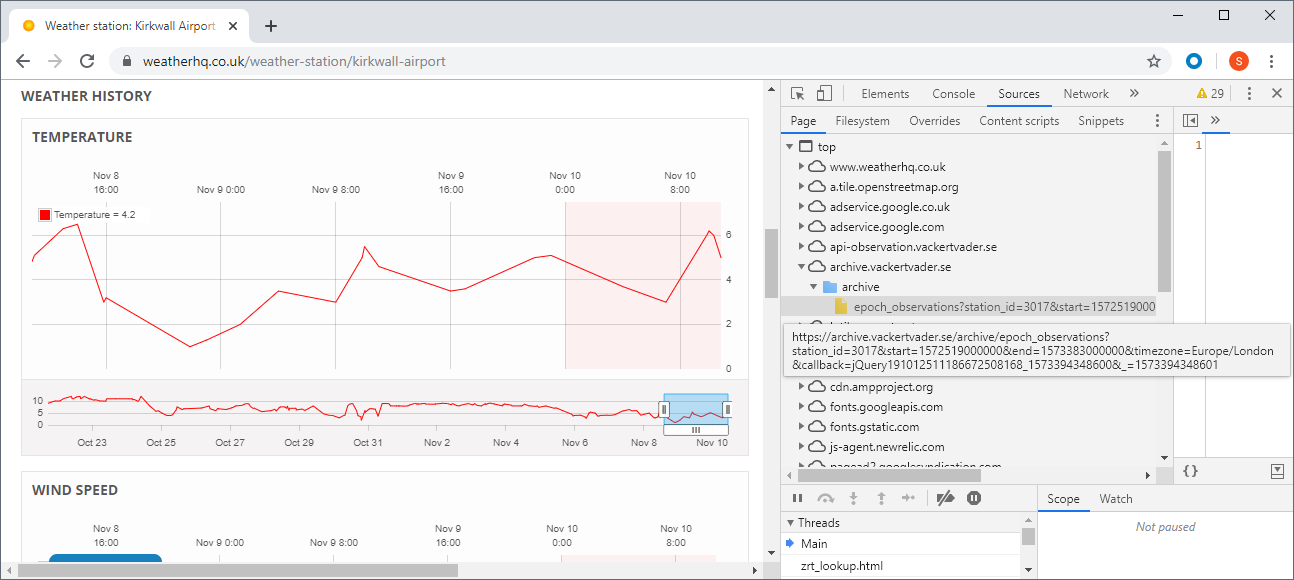 Weather station: Kirkwall Airport
weatherhq.co.uk/weather-station/kirkwall-airport
S
WEATHER HISTORY
TEMPERATURE
Nov 8 16:00
Nov 9 0:00
Nov 9 8:00
Nov 9 16:00
Nov 10 0:00
Nov 10 8:00
Temperature = 4.2
6
4
2
0
10
5
0
Oct 23
Oct 25
Oct 27
Oct 29
Oct 31
Nov 2
Nov 4
Nov 6
Nov 8
Nov 10
WIND SPEED
Nov 8 16:00
Nov 9 0:00
Nov 9 8:00
Nov 9 16:00
Nov 10 0:00
Nov 10 8:00
Elements Console Sources Network » 29
Page Filesystem Overrides Content scripts Snippets »
1
top
www.weatherhq.co.uk
a.tile.openstreetmap.org
adservice.google.co.uk
adservice.google.com
api-observation.vackertvader.se
archive.vackertvader.se
archive
epoch_observations?station_id=3017&start=1572519000
https://archive.vackertvader.se/archive/epoch_observations?
station_id=3017&start=1572519000000&end=1573383000000&timezone=Europe/London
&callback=jQuery191012511186672508168_1573394348600&_=1573394348601
cdn.ampproject.org
fonts.googleapis.com
fonts.gstatic.com
js-agent.newrelic.com
pagead2.googlesyndication.com
{}
Scope Watch
Not paused
Threads
Main
zrt_lookup.html